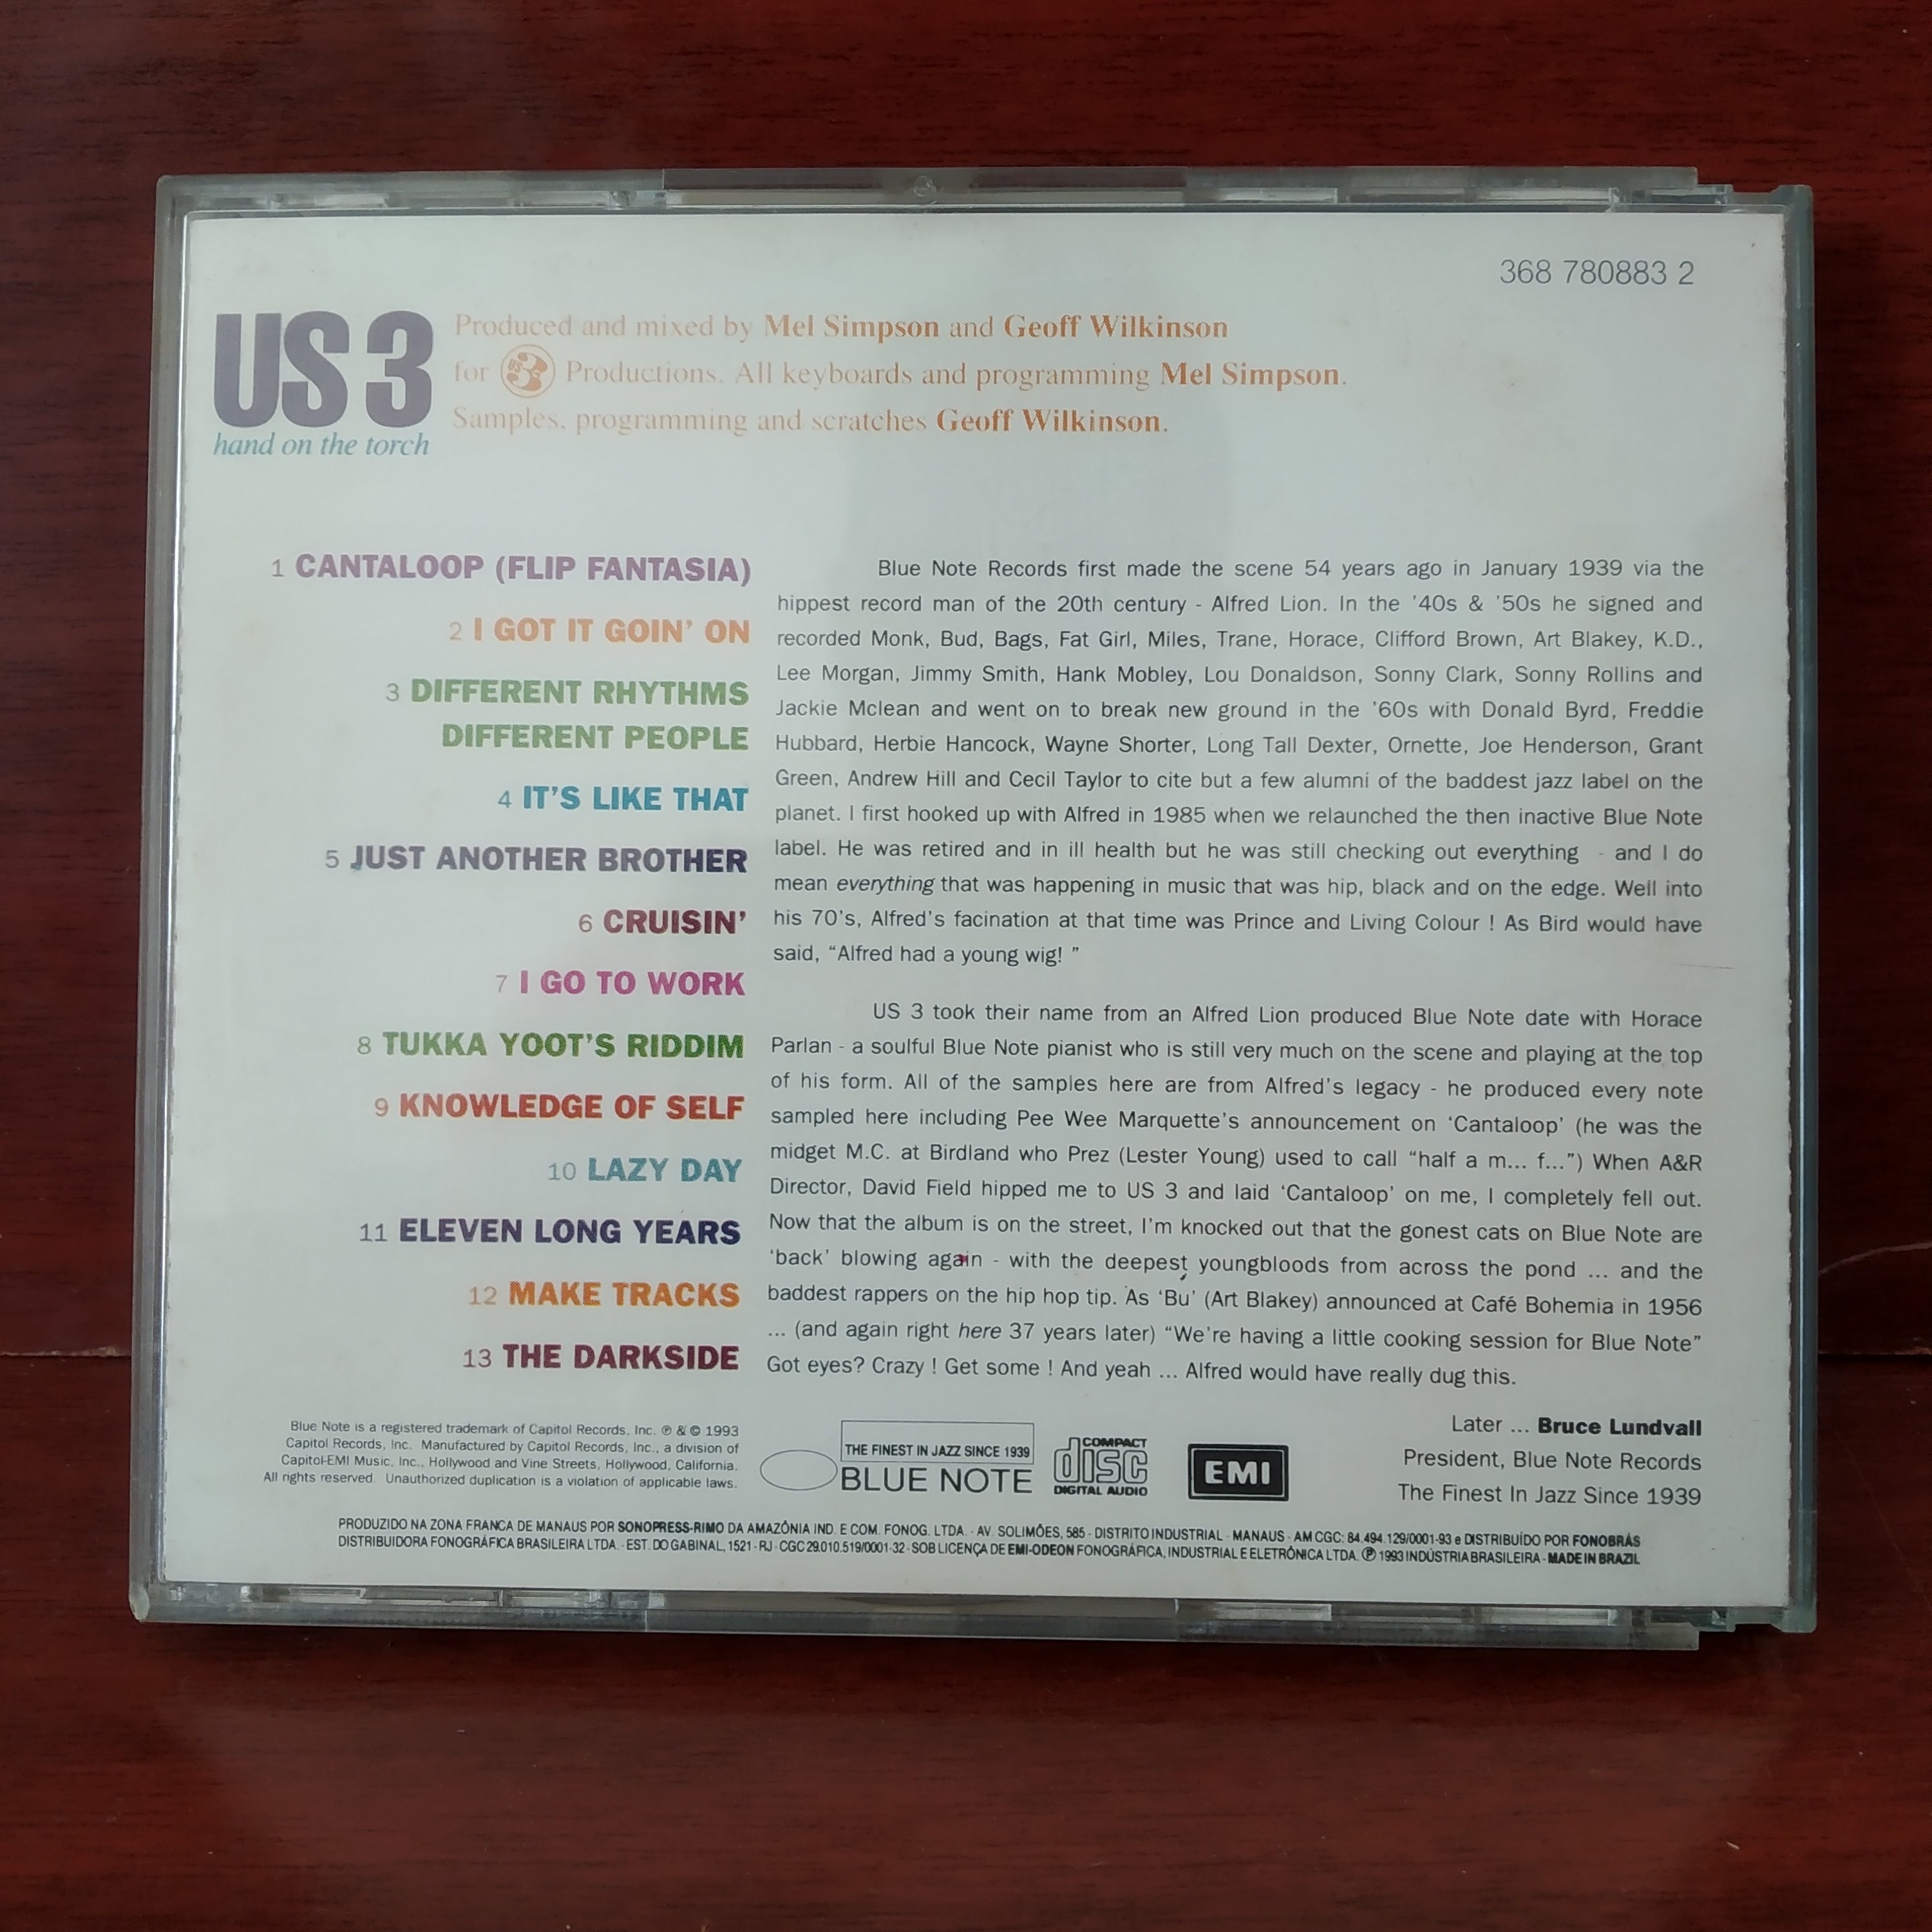 368 780883 2
US3
hand on the torch
Produced and mixed by Mel Simpson and Geoff Wilkinson
for US3 Productions. All keyboards and programming Mel Simpson.
Samples, programming and scratches Geoff Wilkinson.
1 CANTALOOP (FLIP FANTASIA)
2 I GOT IT GOIN' ON
3 DIFFERENT RHYTHMS
DIFFERENT PEOPLE
4 IT'S LIKE THAT
5 JUST ANOTHER BROTHER
6 CRUISIN'
7 I GO TO WORK
8 TUKKA YOOT'S RIDDIM
9 KNOWLEDGE OF SELF
10 LAZY DAY
11 ELEVEN LONG YEARS
12 MAKE TRACKS
13 THE DARKSIDE
Blue Note Records first made the scene 54 years ago in January 1939 via the
hippest record man of the 20th century - Alfred Lion. In the '40s & '50s he signed and
recorded Monk, Bud, Bags, Fat Girl, Miles, Trane, Horace, Clifford Brown, Art Blakey, K.D.,
Lee Morgan, Jimmy Smith, Hank Mobley, Lou Donaldson, Sonny Clark, Sonny Rollins and
Jackie Mclean and went on to break new ground in the '60s with Donald Byrd, Freddie
Hubbard, Herbie Hancock, Wayne Shorter, Long Tall Dexter, Ornette, Joe Henderson, Grant
Green, Andrew Hill and Cecil Taylor to cite but a few alumni of the baddest jazz label on the
planet. I first hooked up with Alfred in 1985 when we relaunched the then inactive Blue Note
label. He was retired and in ill health but he was still checking out everything - and I do
mean everything that was happening in music that was hip, black and on the edge. Well into
his 70's, Alfred's facination at that time was Prince and Living Colour ! As Bird would have
said, "Alfred had a young wig! "
US 3 took their name from an Alfred Lion produced Blue Note date with Horace
Parlan - a soulful Blue Note pianist who is still very much on the scene and playing at the top
of his form. All of the samples here are from Alfred's legacy - he produced every note
sampled here including Pee Wee Marquette's announcement on 'Cantaloop' (he was the
midget M.C. at Birdland who Prez (Lester Young) used to call "half a m... f...") When A&R
Director, David Field hipped me to US 3 and laid 'Cantaloop' on me, I completely fell out.
Now that the album is on the street, I'm knocked out that the gonest cats on Blue Note are
'back' blowing again - with the deepest youngbloods from across the pond ... and the
baddest rappers on the hip hop tip. As 'Bu' (Art Blakey) announced at Café Bohemia in 1956
... (and again right here 37 years later) "We're having a little cooking session for Blue Note"
Got eyes? Crazy ! Get some ! And yeah ... Alfred would have really dug this.
Later ... Bruce Lundvall
President, Blue Note Records
The Finest In Jazz Since 1939
Blue Note is a registered trademark of Capitol Records, Inc. ℗ & © 1993
Capitol Records, Inc. Manufactured by Capitol Records, Inc., a division of
Capitol-EMI Music, Inc., Hollywood and Vine Streets, Hollywood, California.
All rights reserved. Unauthorized duplication is a violation of applicable laws.
THE FINEST IN JAZZ SINCE 1939
BLUE NOTE
COMPACT
disc
DIGITAL AUDIO
EMI
PRODUZIDO NA ZONA FRANCA DE MANAUS POR SONOPRESS-RIMO DA AMAZÔNIA IND. E COM. FONOG. LTDA. - AV. SOLIMÕES, 585 - DISTRITO INDUSTRIAL - MANAUS - AM CGC: 84.494.129/0001-93 e DISTRIBUÍDO POR FONOBRÁS
DISTRIBUIDORA FONOGRÁFICA BRASILEIRA LTDA. - EST. DO GABINAL, 1521 - RJ - CGC 29.010.519/0001-32 - SOB LICENÇA DE EMI-ODEON FONOGRÁFICA, INDUSTRIAL E ELETRÔNICA LTDA. ℗ 1993 INDÚSTRIA BRASILEIRA - MADE IN BRAZIL